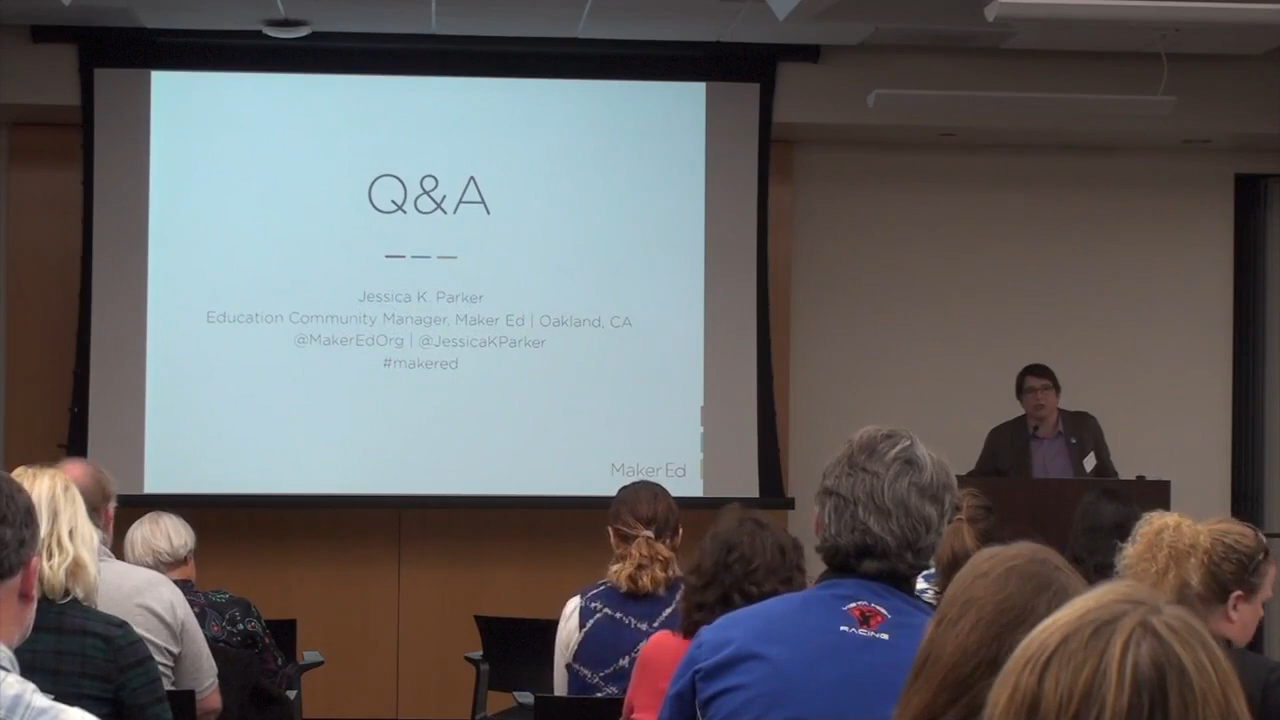 Q&A
Jessica K. Parker
Education Community Manager, Maker Ed | Oakland, CA
@MakerEdOrg | @JessicaKParker
#makered
Maker Ed
RACING